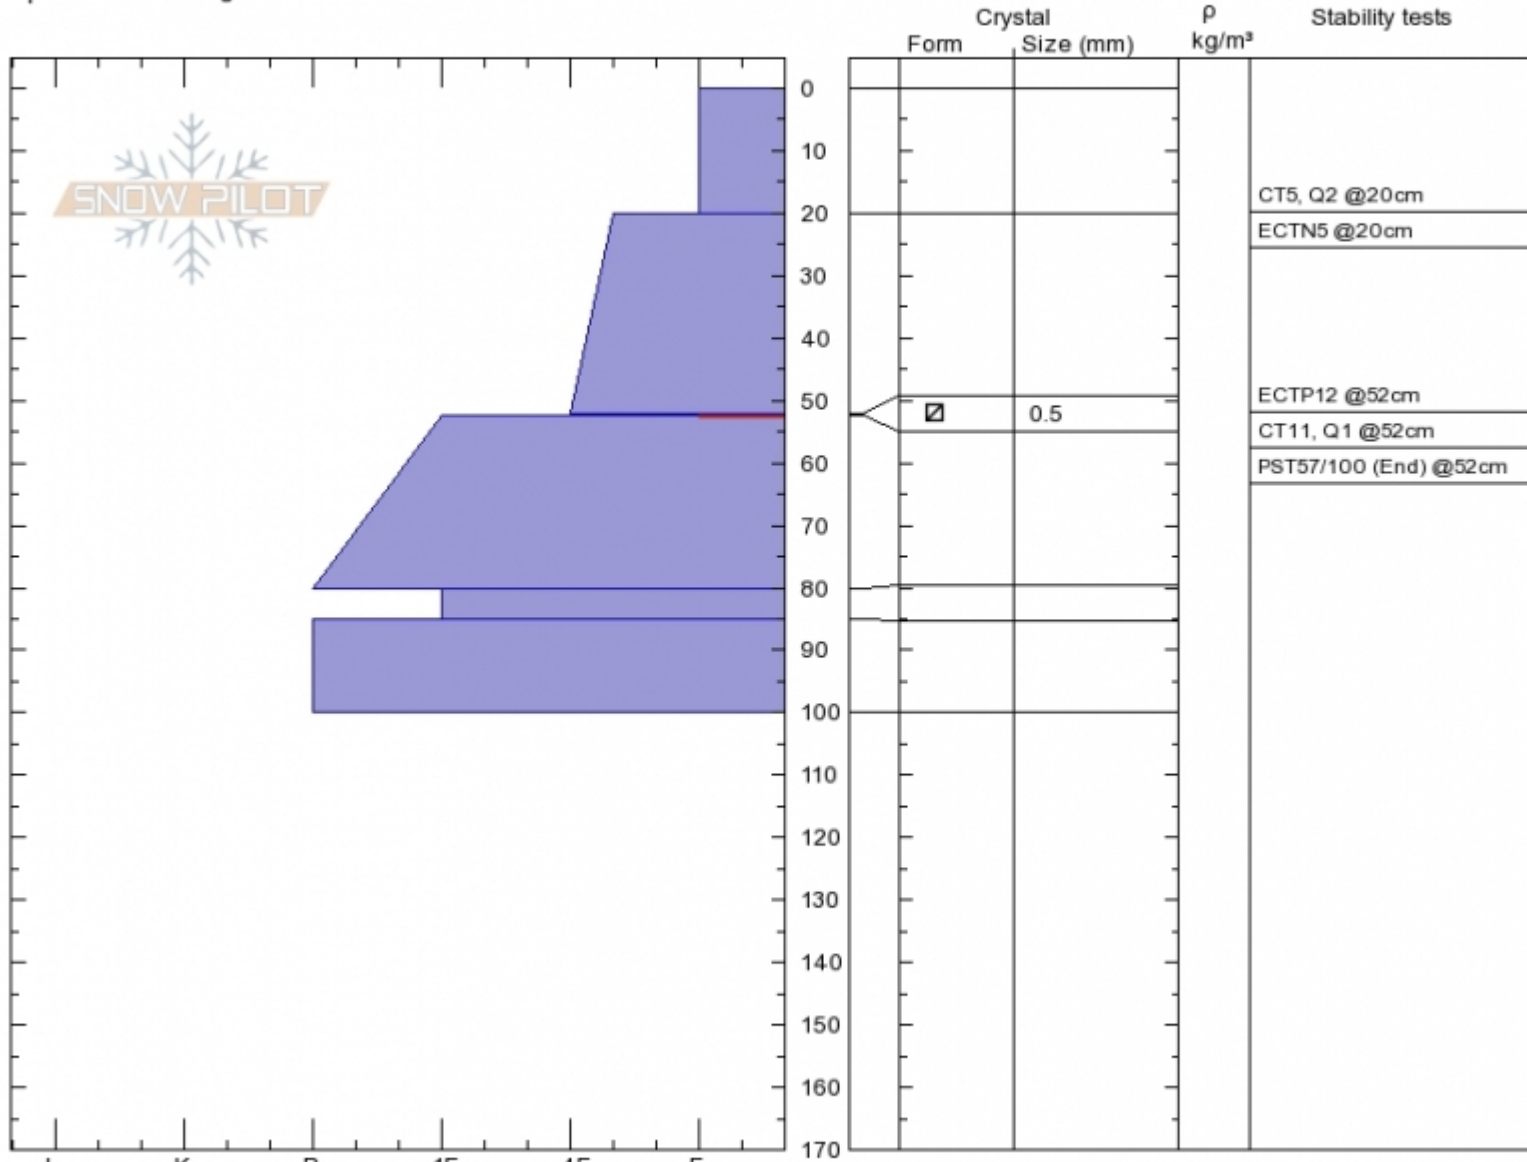 Crystal
ρ
Stability tests
Form
Size (mm)
kg/m³
SNOW PILOT
0
10
CT5, Q2 @20cm
20
ECTN5 @20cm
30
40
ECTP12 @52cm
50
0.5
CT11, Q1 @52cm
60
PST57/100 (End) @52cm
70
80
90
100
110
120
130
140
150
160
170